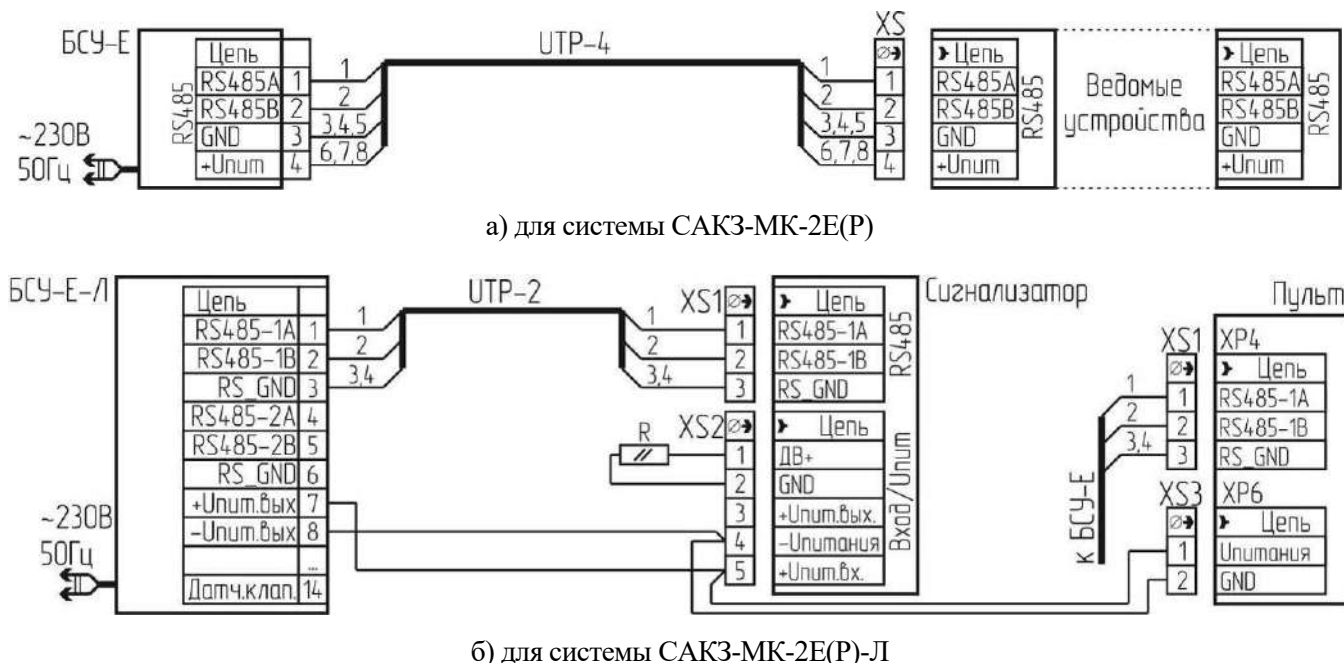 БСУ-Е
RS485
Цепь
RS485A 1
RS485B 2
GND 3
+Uпит 4
~230В
50Гц
1
2
3,4,5
6,7,8
UTP-4
1
2
3,4,5
6,7,8
XS
1
2
3
4
Цепь
RS485A
RS485B
GND
+Uпит
RS485
Ведомые
устройства
Цепь
RS485A
RS485B
GND
+Uпит
RS485
а) для системы САКЗ-МК-2Е(Р)
БСУ-Е-Л
Цепь
RS485-1A 1
RS485-1B 2
RS_GND 3
RS485-2A 4
RS485-2B 5
RS_GND 6
+Uпит.вых 7
-Uпит.вых 8
...
Датч.клап. 14
~230В
50Гц
1
2
3,4
UTP-2
1
2
3,4
XS1
1
2
3
Цепь
RS485-1A
RS485-1B
RS_GND
RS485
Сигнализатор
R
XS2
1
2
3
4
5
Цепь
ДВ+
GND
+Uпит.вых.
-Uпитания
+Uпит.вх.
Вход/Uпит
Пульт
к БСУ-Е
1
2
3,4
XS1
1
2
3
XP4
Цепь
RS485-1A
RS485-1B
RS_GND
XS3
1
2
XP6
Цепь
Uпитания
GND
б) для системы САКЗ-МК-2Е(Р)-Л